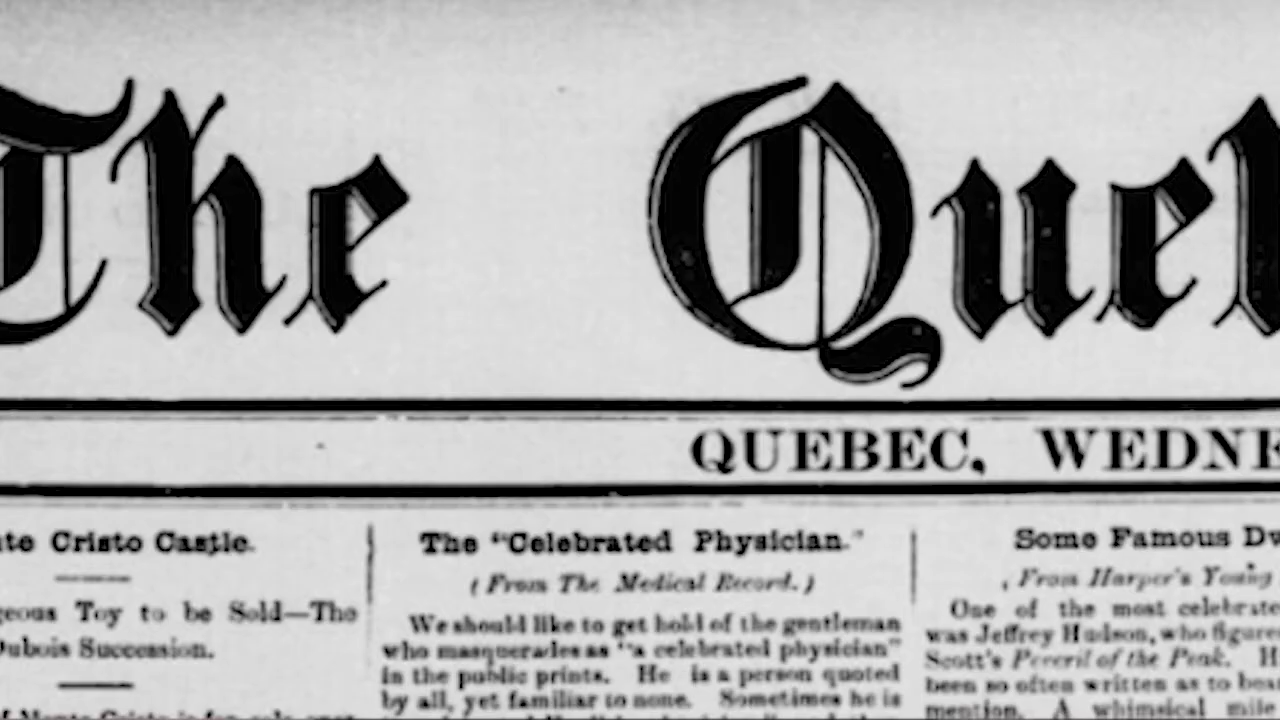 The Queb
QUEBEC, WEDNE
te Cristo Castle.
geous Toy to be Sold—The
Dubois Succession.
The "Celebrated Physician."
(From The Medical Record.)
We should like to get hold of the gentleman
who masquerades as "a celebrated physician"
in the public prints. He is a person quoted
by all, yet familiar to none. Sometimes he is
Some Famous Dw
(From Harper's Young
One of the most celebrate
was Jeffrey Hudson, who figure
Scott's Peveril of the Peak. H
been so often written as to bear
mention. A whimsical mile